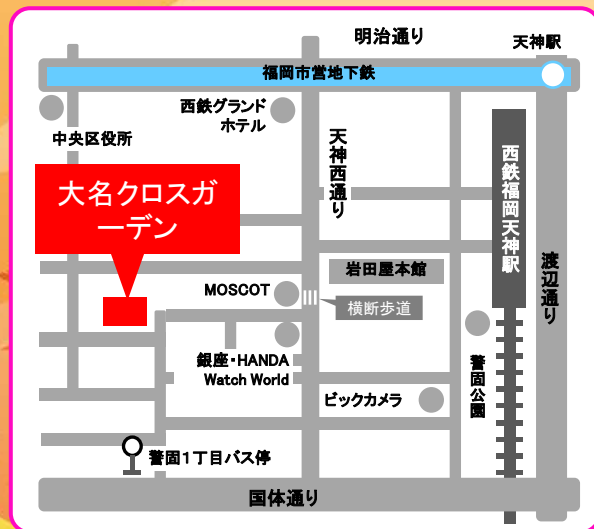 明治通り
天神駅
福岡市営地下鉄
西鉄グランド
ホテル
中央区役所
天神西通り
西鉄福岡天神駅
大名クロスガ
ーデン
渡辺通り
岩田屋本館
MOSCOT
横断歩道
銀座・HANDA
Watch World
警固公園
ビックカメラ
警固1丁目バス停
国体通り